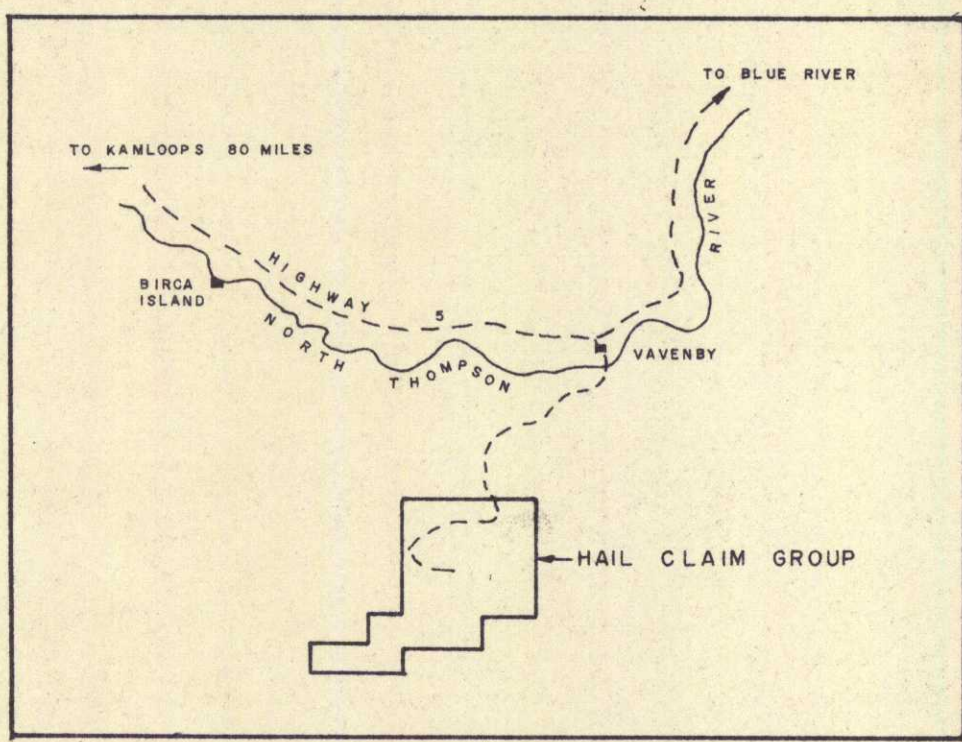 TO BLUE RIVER
TO KAMLOOPS 80 MILES
RIVER
BIRCA
ISLAND
HIGHWAY 5
NORTH THOMPSON
VAVENBY
HAIL CLAIM GROUP